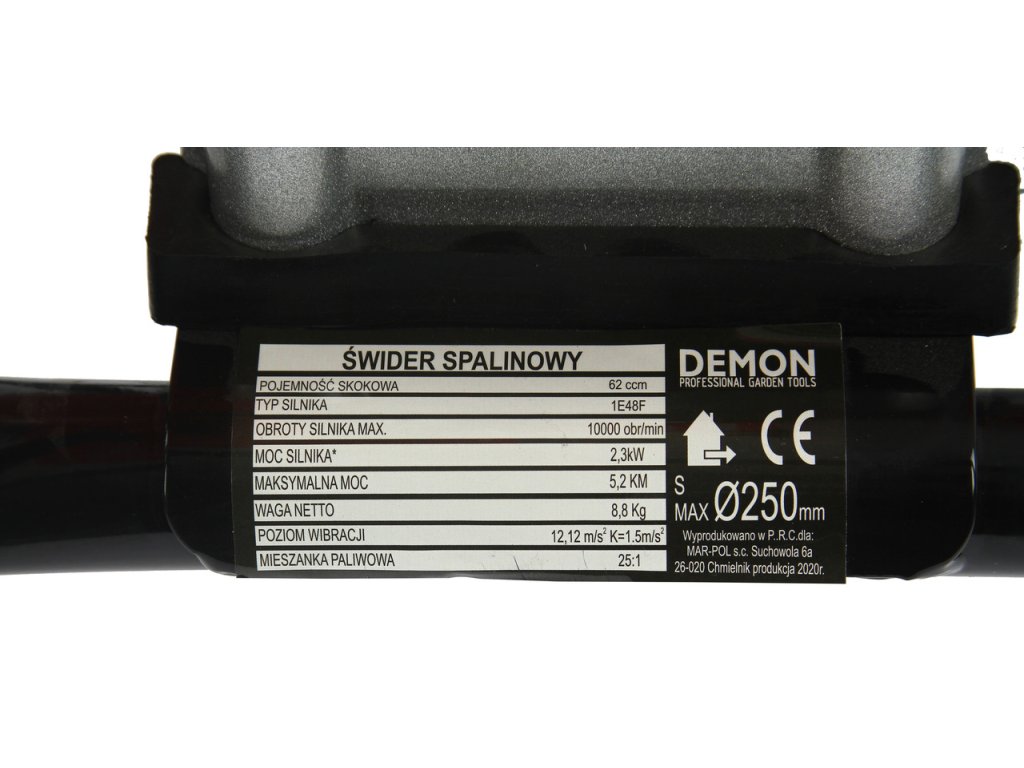 ŚWIDER SPALINOWY
POJEMNOŚĆ SKOKOWA 62 ccm
TYP SILNIKA 1E48F
OBROTY SILNIKA MAX. 10000 obr/min
MOC SILNIKA* 2,3kW
MAKSYMALNA MOC 5,2 KM
WAGA NETTO 8,8 Kg
POZIOM WIBRACJI 12,12 m/s² K=1.5m/s²
MIESZANKA PALIWOWA 25:1
DEMON
PROFESSIONAL GARDEN TOOLS
CE
S
MAX Ø250mm
Wyprodukowano w P.R.C.dla:
MAR-POL s.c. Suchowola 6a
26-020 Chmielnik produkcja 2020r.